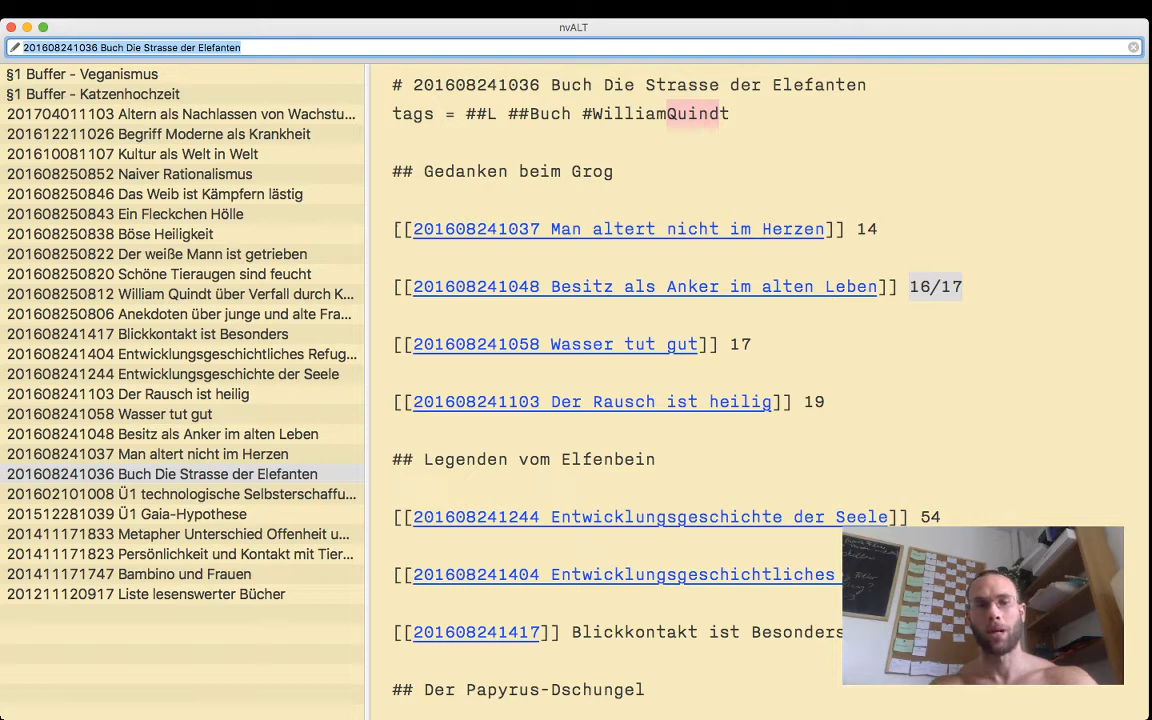 nvALT
201608241036 Buch Die Strasse der Elefanten
§1 Buffer - Veganismus
§1 Buffer - Katzenhochzeit
201704011103 Altern als Nachlassen von Wachstu...
201612211026 Begriff Moderne als Krankheit
201610081107 Kultur als Welt in Welt
201608250852 Naiver Rationalismus
201608250846 Das Weib ist Kämpfern lästig
201608250843 Ein Fleckchen Hölle
201608250838 Böse Heiligkeit
201608250822 Der weiße Mann ist getrieben
201608250820 Schöne Tieraugen sind feucht
201608250812 William Quindt über Verfall durch K...
201608250806 Anekdoten über junge und alte Fra...
201608241417 Blickkontakt ist Besonders
201608241404 Entwicklungsgeschichtliches Refug...
201608241244 Entwicklungsgeschichte der Seele
201608241103 Der Rausch ist heilig
201608241058 Wasser tut gut
201608241048 Besitz als Anker im alten Leben
201608241037 Man altert nicht im Herzen
201608241036 Buch Die Strasse der Elefanten
201602101008 Ü1 technologische Selbsterschaffu...
201512281039 Ü1 Gaia-Hypothese
201411171833 Metapher Unterschied Offenheit u...
201411171823 Persönlichkeit und Kontakt mit Tier...
201411171747 Bambino und Frauen
201211120917 Liste lesenswerter Bücher
# 201608241036 Buch Die Strasse der Elefanten
tags = ##L ##Buch #WilliamQuindt
## Gedanken beim Grog
[[201608241037 Man altert nicht im Herzen]] 14
[[201608241048 Besitz als Anker im alten Leben]] 16/17
[[201608241058 Wasser tut gut]] 17
[[201608241103 Der Rausch ist heilig]] 19
## Legenden vom Elfenbein
[[201608241244 Entwicklungsgeschichte der Seele]] 54
[[201608241404 Entwicklungsgeschichtliches
[[201608241417]] Blickkontakt ist Besonders
## Der Papyrus-Dschungel